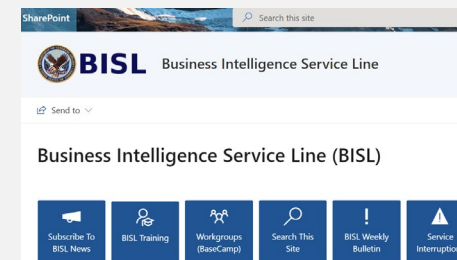 SharePoint
Search this site
BISL Business Intelligence Service Line
Send to
Business Intelligence Service Line (BISL)
Subscribe To
BISL News
BISL Training
Workgroups
(BaseCamp)
Search This
Site
BISL Weekly
Bulletin
Service
Interruption